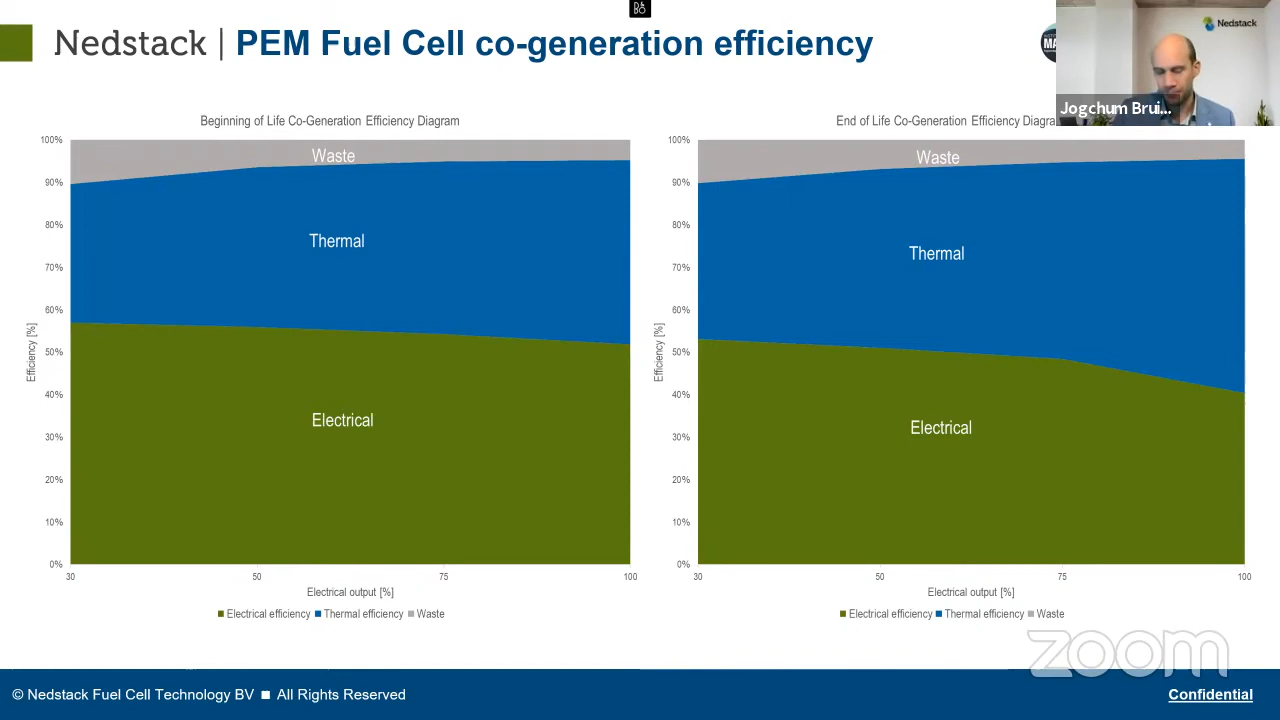 D&BO
Nedstack | PEM Fuel Cell co-generation efficiency
Nedstack
Jogchum Brui...
Beginning of Life Co-Generation Efficiency Diagram
100%
90%
80%
70%
60%
50%
40%
30%
20%
10%
0%
Efficiency [%]
Waste
Thermal
Electrical
30 50 75 100
Electrical output [%]
Electrical efficiency Thermal efficiency Waste
End of Life Co-Generation Efficiency Diagra
100%
90%
80%
70%
60%
50%
40%
30%
20%
10%
0%
Efficiency [%]
Waste
Thermal
Electrical
30 50 75 100
Electrical output [%]
Electrical efficiency Thermal efficiency Waste
zoom
© Nedstack Fuel Cell Technology BV ■ All Rights Reserved
Confidential